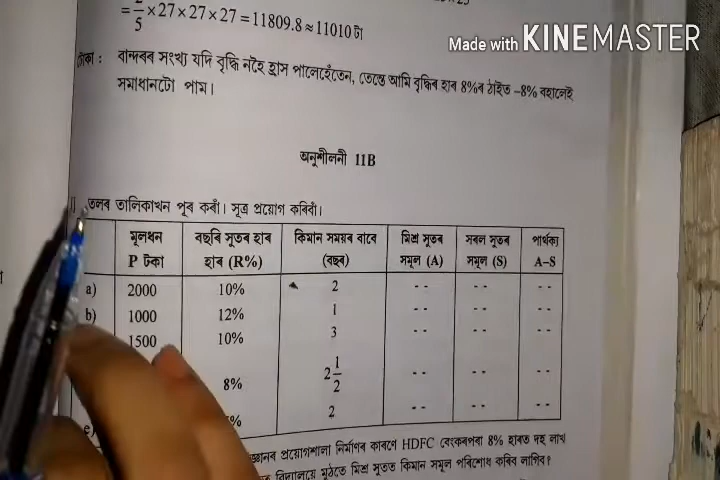 = 2/5 × 27 × 27 × 27 = 11809.8 ≈ 11010 টা
Made with KINEMASTER
টোকা : বান্দৰৰ সংখ্যা যদি বৃদ্ধি নহৈ হ্ৰাস পালেহেঁতেন, তেন্তে আমি বৃদ্ধিৰ হাৰ 8%ৰ ঠাইত –8% বহালেই
সমাধানটো পাম।
অনুশীলনী 11B
তলৰ তালিকাখন পূৰ কৰাঁ। সূত্ৰ প্ৰয়োগ কৰিবাঁ।
মূলধন P টকা | বছৰি সূতৰ হাৰ হাৰ (R%) | কিমান সময়ৰ বাবে (বছৰ) | মিশ্ৰ সূতৰ সমূল (A) | সৰল সূতৰ সমূল (S) | পাৰ্থক্য A–S
a) 2000 10% 2 -- -- --
b) 1000 12% 1 -- -- --
1500 10% 3 -- -- --
8% 2 1/2 -- -- --
e) % 2 -- -- --
নিৰ্মাণৰ কাৰণে HDFC বেংকৰপৰা 8% হাৰত দহ লাখ
বিদ্যালয়ে মুঠতে মিশ্ৰ সূতত কিমান সমূল পৰিশোধ কৰিব লাগিব?